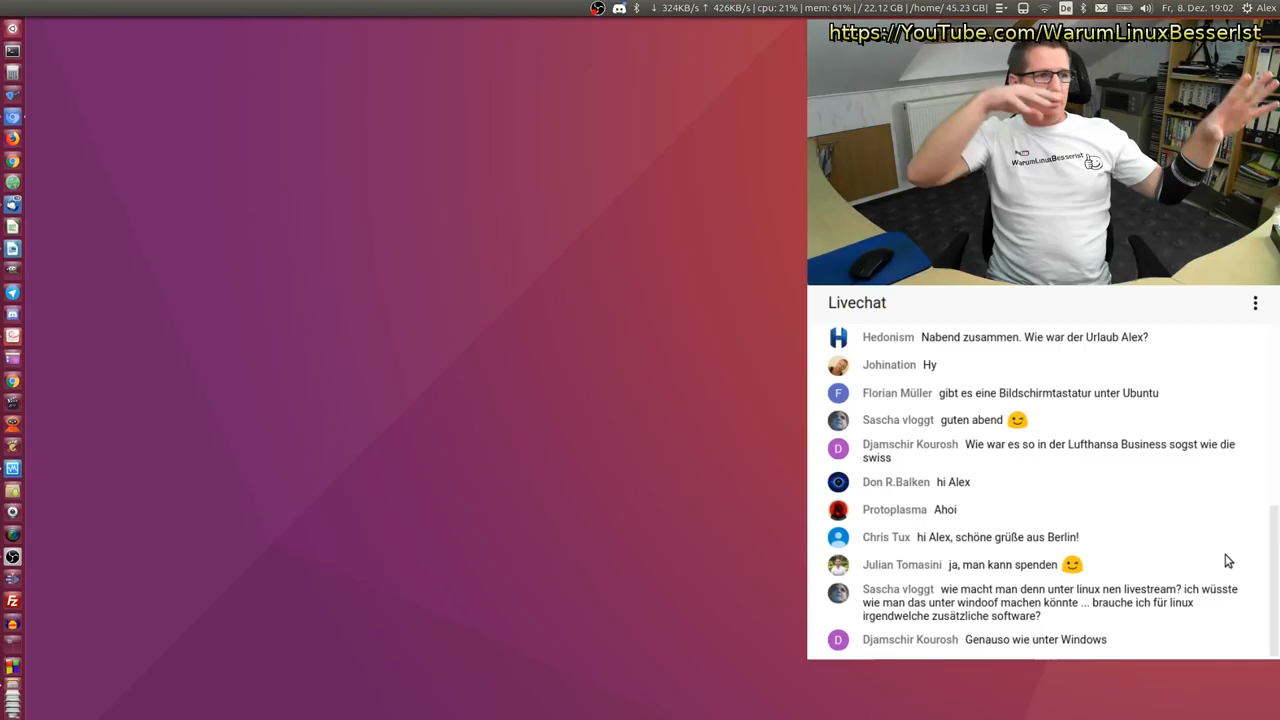 ↓ 324KB/s ↑ 426KB/s | cpu: 21% | mem: 61% | / 22.12 GB | /home/ 45.23 GB | De Fr, 8. Dez, 19:02 Alex
https://YouTube.com/WarumLinuxBesserIst
WarumLinuxBesserIst
Livechat
Hedonism Nabend zusammen. Wie war der Urlaub Alex?
Johination Hy
F Florian Müller gibt es eine Bildschirmtastatur unter Ubuntu
Sascha vloggt guten abend 😉
Djamschir Kourosh Wie war es so in der Lufthansa Business sogst wie die
D swiss
Don R.Balken hi Alex
Protoplasma Ahoi
Chris Tux hi Alex, schöne grüße aus Berlin!
Julian Tomasini ja, man kann spenden 😉
Sascha vloggt wie macht man denn unter linux nen livestream? ich wüsste
wie man das unter windoof machen könnte ... brauche ich für linux
irgendwelche zusätzliche software?
D Djamschir Kourosh Genauso wie unter Windows